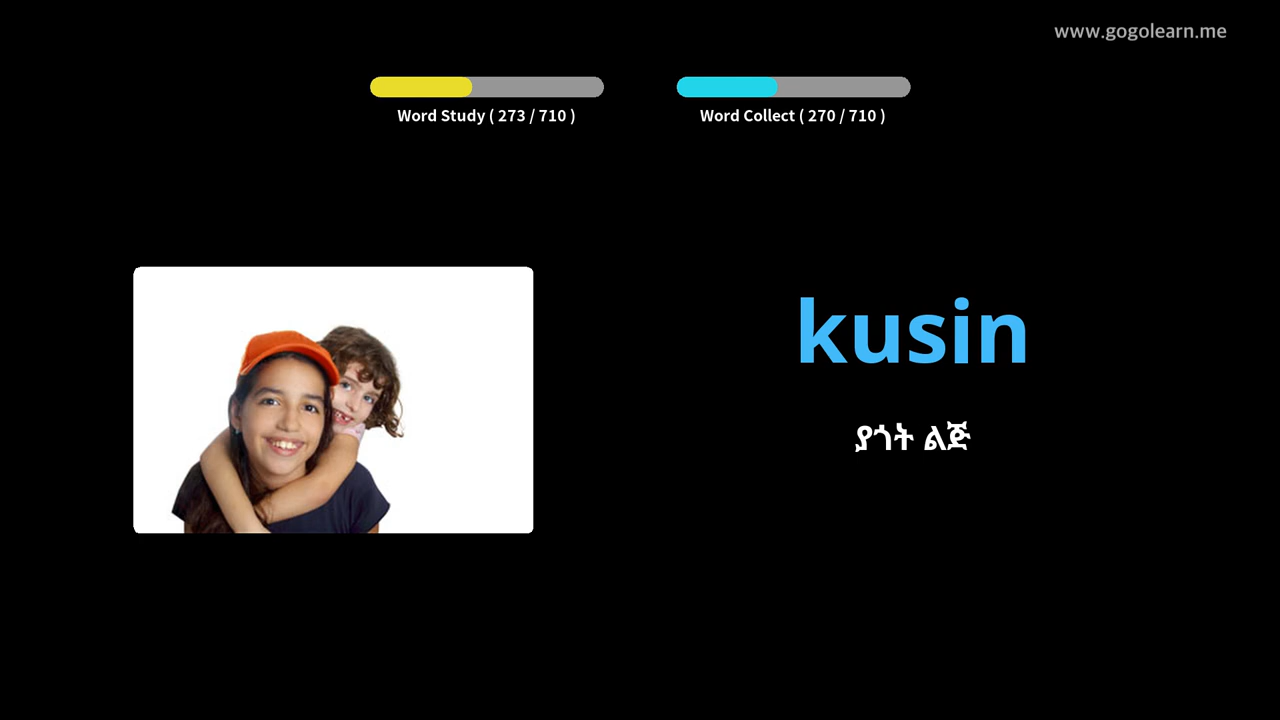 www.gogolearn.me
Word Study ( 273 / 710 )
Word Collect ( 270 / 710 )
kusin
ያጎት ልጅ